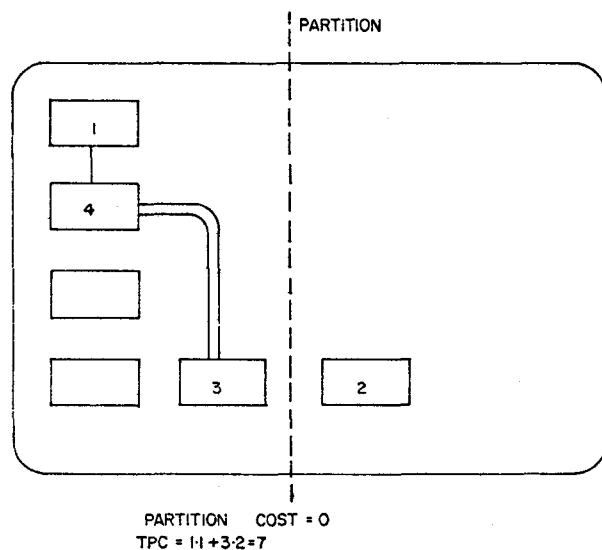 PARTITION
1
4
3
2
PARTITION COST = 0
TPC = 1·1+3·2=7